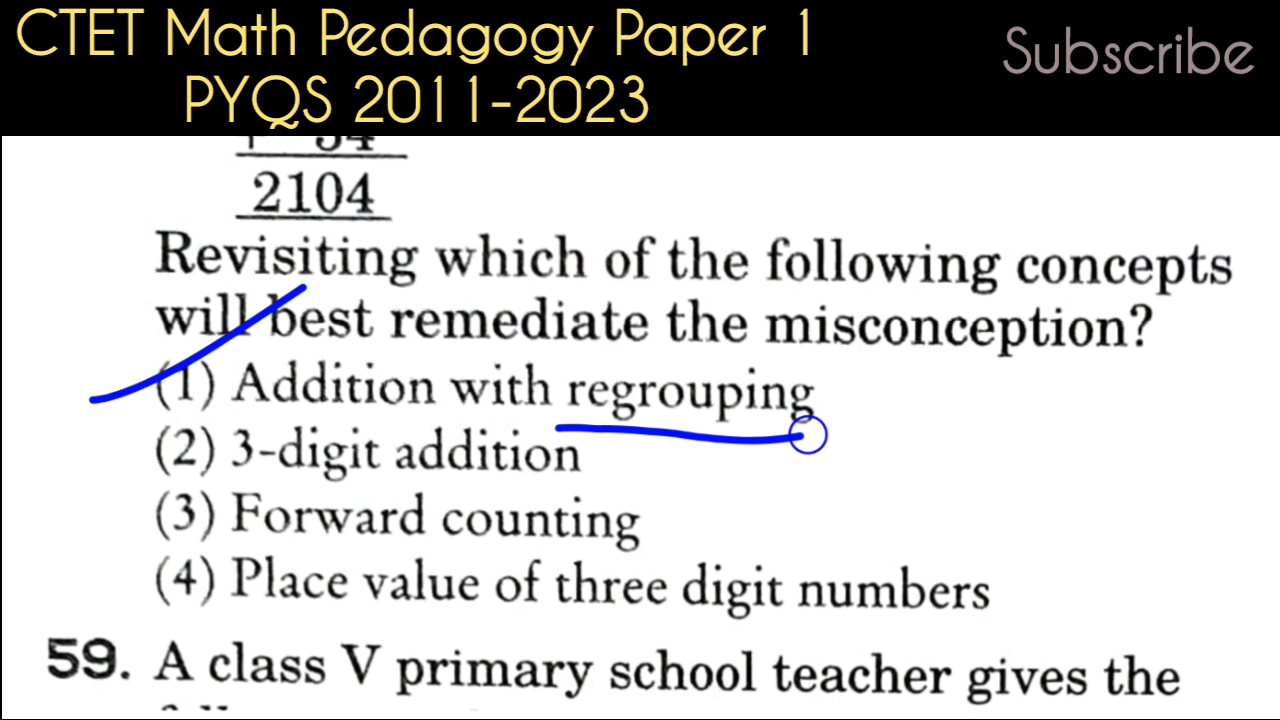 CTET Math Pedagogy Paper 1
PYQS 2011-2023
Subscribe
2104
Revisiting which of the following concepts
will best remediate the misconception?
(1) Addition with regrouping
(2) 3-digit addition
(3) Forward counting
(4) Place value of three digit numbers
59. A class V primary school teacher gives the